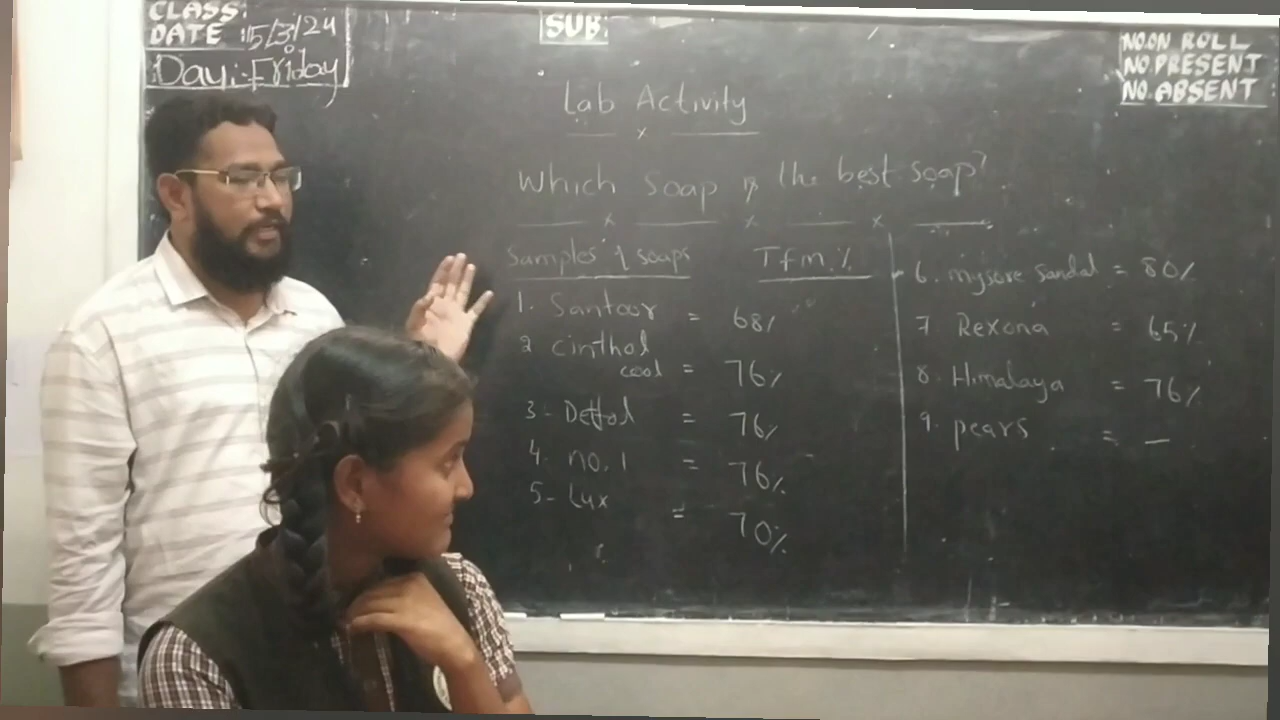 CLASS:
DATE : 15/3/24
Day:- Friday
SUB:
NO.ON ROLL
NO.PRESENT
NO.ABSENT
Lab Activity
Which Soap is the best soap?
Samples of soaps Tfm.%
1. Santoor = 68%
2 cinthol
cool = 76%
3- Dettol = 76%
4. no.1 = 76%
5- Lux = 70%
6. mysore sandal = 80%
7. Rexona = 65%
8. Himalaya = 76%
9. pears = —